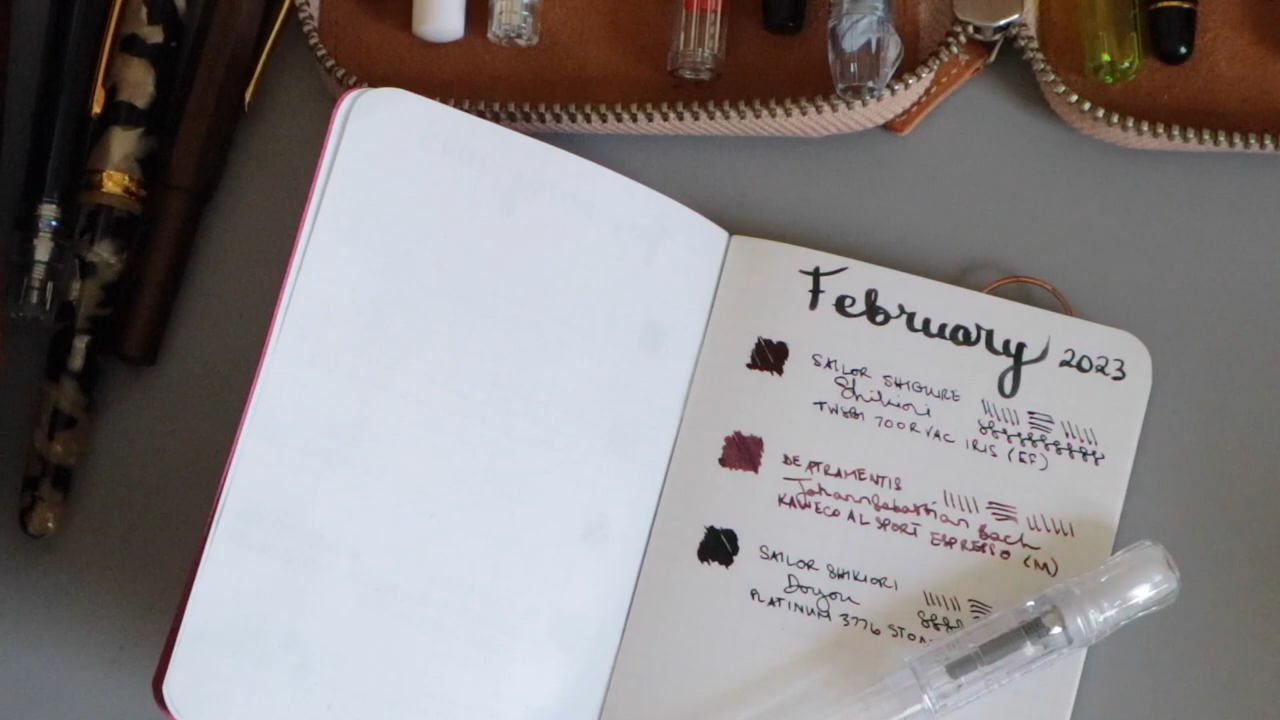 February 2023
SAILOR SHIGURE
Shikiori
TWSBI 700R VAC IRIS (EF)
DE ATRAMENTIS
Johann Sebastian Bach
KAWECO AL SPORT ESPRESSO (M)
SAILOR SHIKIORI
Doyou
PLATINUM 3776